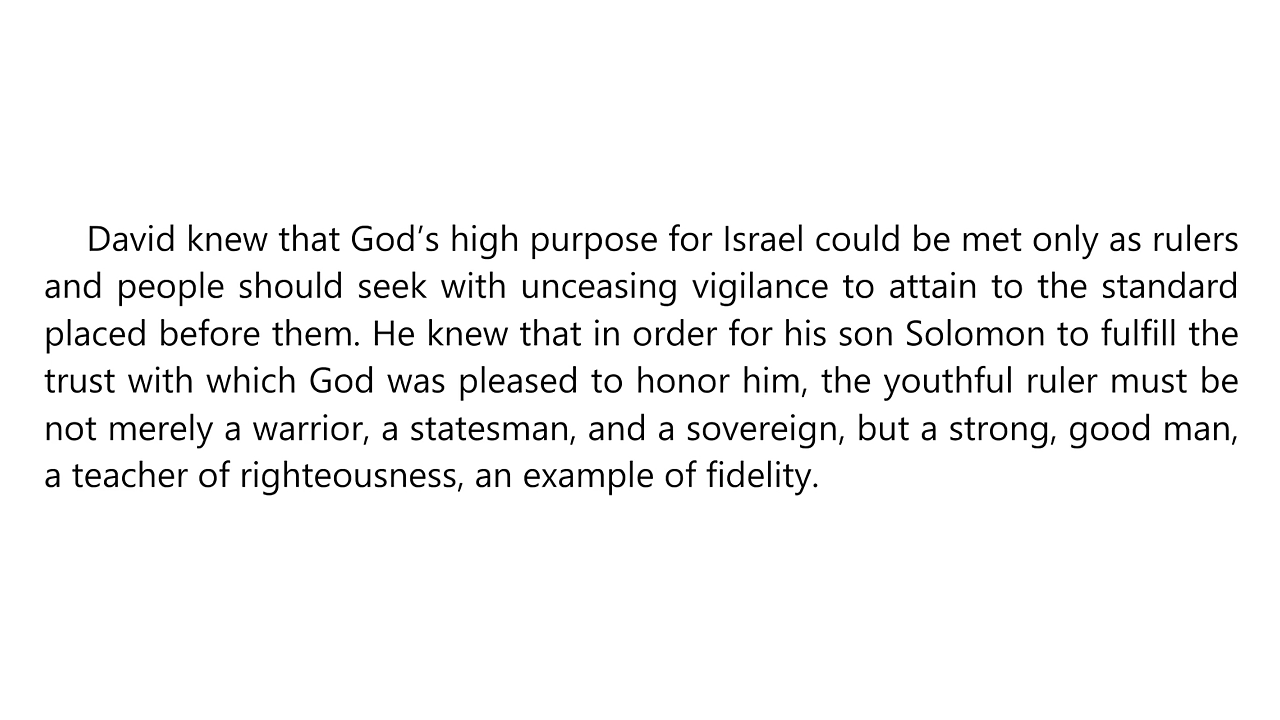 David knew that God’s high purpose for Israel could be met only as rulers
and people should seek with unceasing vigilance to attain to the standard
placed before them. He knew that in order for his son Solomon to fulfill the
trust with which God was pleased to honor him, the youthful ruler must be
not merely a warrior, a statesman, and a sovereign, but a strong, good man,
a teacher of righteousness, an example of fidelity.